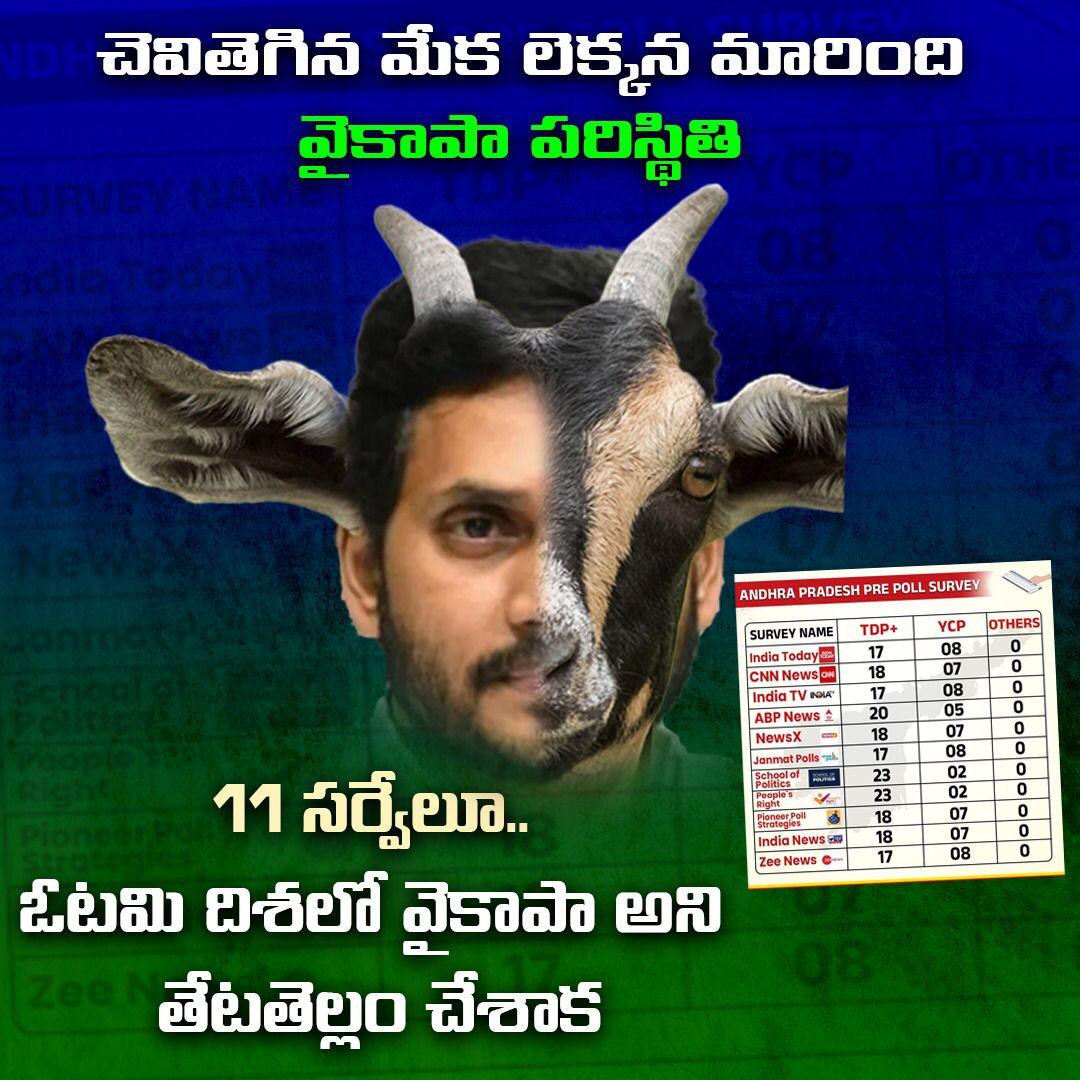 చెవితెగిన మేక లెక్కన మారింది
వైకాపా పరిస్థితి
ANDHRA PRADESH PRE POLL SURVEY
SURVEY NAME TDP+ YCP OTHERS
India Today 17 08 0
CNN News 18 07 0
India TV 17 08 0
ABP News 20 05 0
NewsX 18 07 0
Janmat Polls 17 08 0
School of Politics 23 02 0
People's Right 23 02 0
Pioneer Poll Strategies 18 07 0
India News 18 07 0
Zee News 17 08 0
11 సర్వేలూ..
ఓటమి దిశలో వైకాపా అని
తేటతెల్లం చేశాక